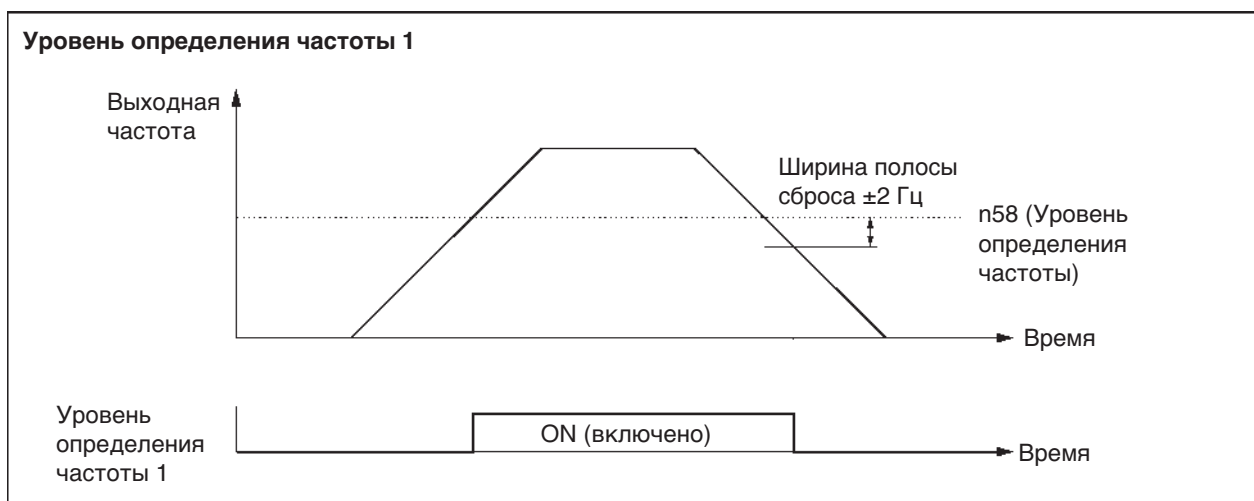 Уровень определения частоты 1
Выходная
частота
Ширина полосы
сброса ±2 Гц
n58 (Уровень
определения
частоты)
Время
Уровень
определения
частоты 1
ON (включено)
Время